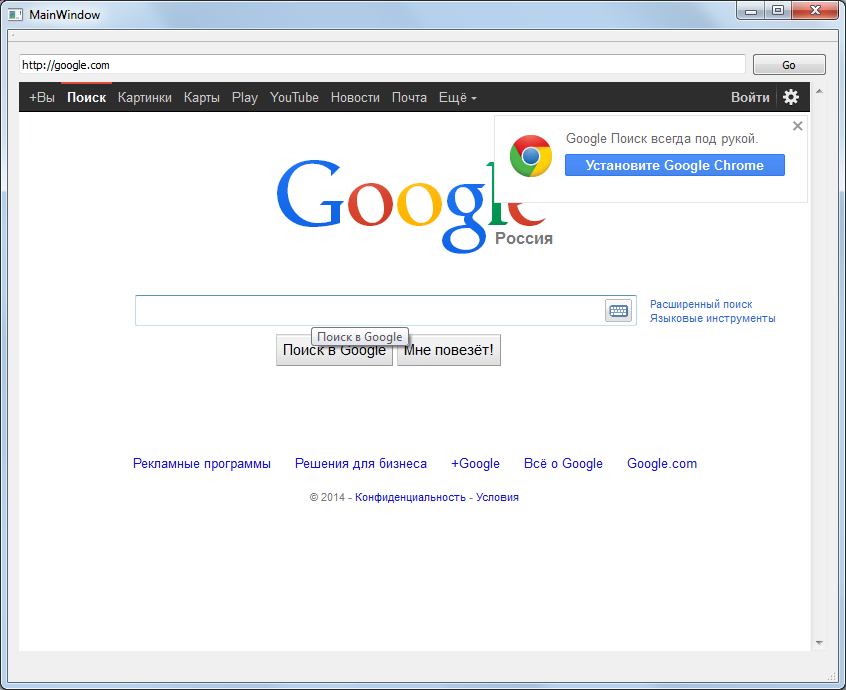 MainWindow
http://google.com
Go
+Вы Поиск Картинки Карты Play YouTube Новости Почта Ещё Войти
Google Поиск всегда под рукой.
Установите Google Chrome
Google
Россия
Расширенный поиск
Языковые инструменты
Поиск в Google
Поиск в Google Мне повезёт!
Рекламные программы Решения для бизнеса +Google Всё о Google Google.com
© 2014 - Конфиденциальность - Условия